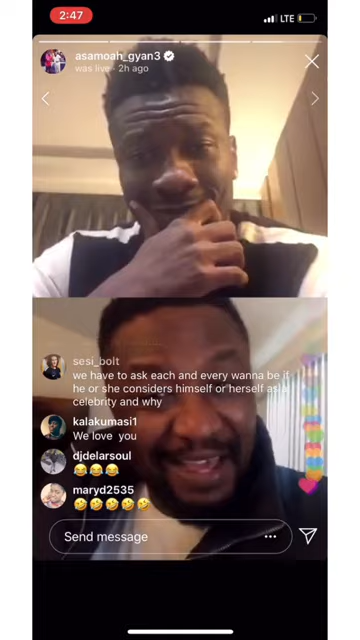 2:47
LTE
asamoah_gyan3
was live · 2h ago
sesi_bolt
we have to ask each and every wanna be if
he or she considers himself or herself as a
celebrity and why
kalakumasi1
We love you
djdelarsoul
😂😂😂
maryd2535
🤣🤣🤣🤣🤣
Send message